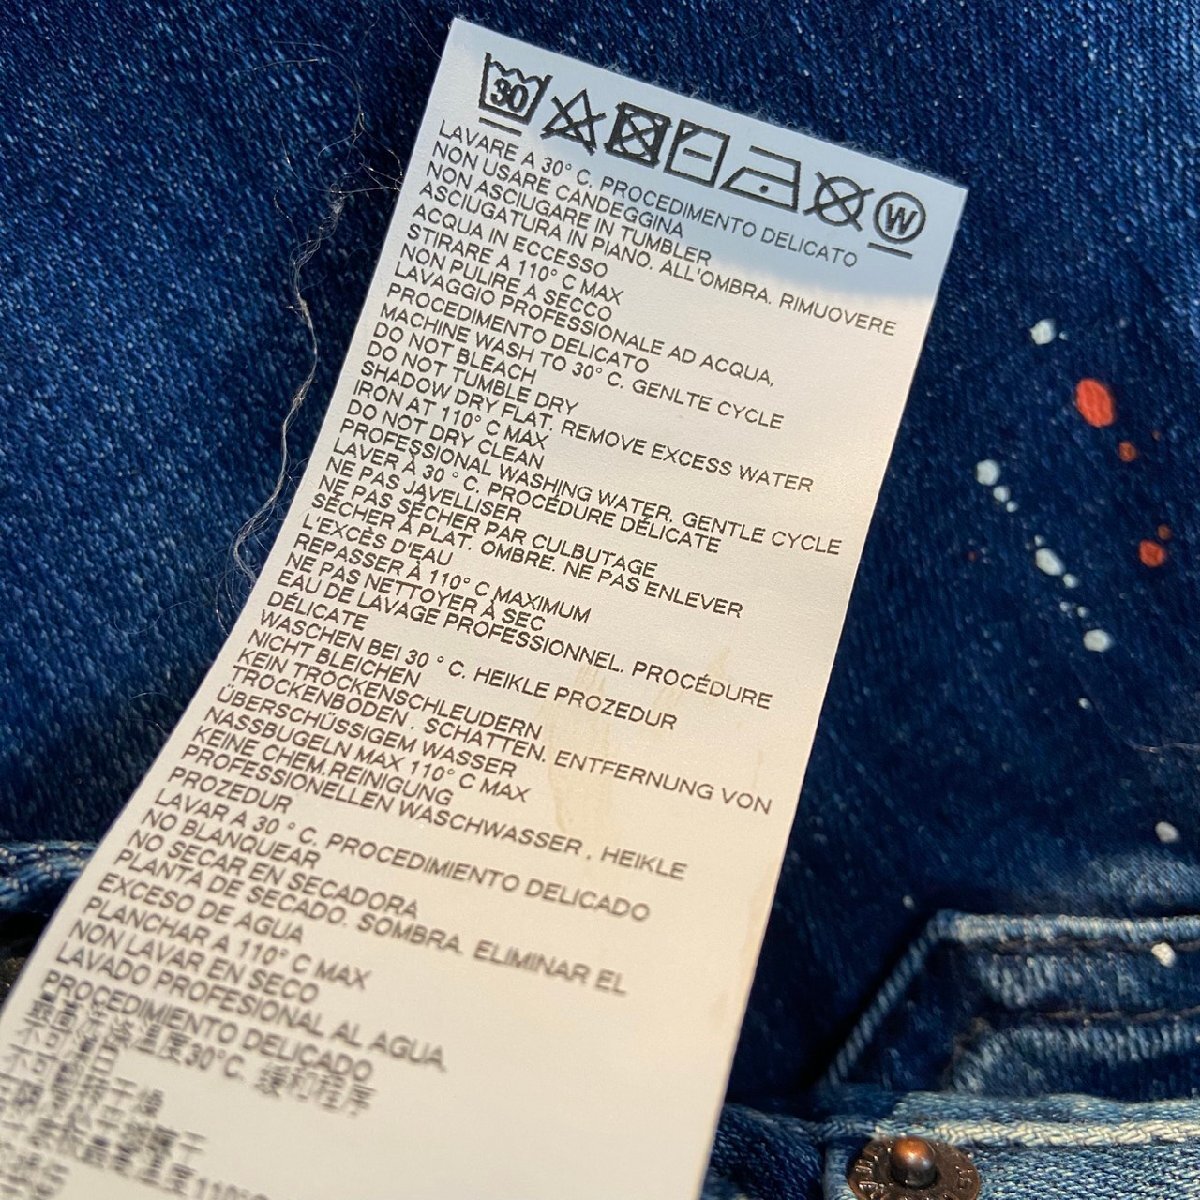 30 W
LAVARE A 30° C. PROCEDIMENTO DELICATO
NON USARE CANDEGGINA
NON ASCIUGARE IN TUMBLER
ASCIUGATURA IN PIANO. ALL'OMBRA. RIMUOVERE
ACQUA IN ECCESSO
STIRARE A 110° C MAX
NON PULIRE A SECCO
LAVAGGIO PROFESSIONALE AD ACQUA,
PROCEDIMENTO DELICATO
MACHINE WASH TO 30° C. GENLTE CYCLE
DO NOT BLEACH
DO NOT TUMBLE DRY
SHADOW DRY FLAT. REMOVE EXCESS WATER
IRON AT 110° C MAX
DO NOT DRY CLEAN
PROFESSIONAL WASHING WATER, GENTLE CYCLE
LAVER À 30 ° C. PROCÉDURE DÉLICATE
NE PAS JAVELLISER
NE PAS SÉCHER PAR CULBUTAGE
SÉCHER À PLAT. OMBRE. NE PAS ENLEVER
L'EXCÈS D'EAU
REPASSER À 110° C MAXIMUM
NE PAS NETTOYER À SEC
EAU DE LAVAGE PROFESSIONNEL. PROCÉDURE
DÉLICATE
WASCHEN BEI 30 ° C. HEIKLE PROZEDUR
NICHT BLEICHEN
KEIN TROCKENSCHLEUDERN
TROCKENBODEN . SCHATTEN. ENTFERNUNG VON
ÜBERSCHÜSSIGEM WASSER
NASSBUGELN MAX 110° C MAX
KEINE CHEM.REINIGUNG
PROFESSIONELLEN WASCHWASSER , HEIKLE
PROZEDUR
LAVAR A 30 ° C. PROCEDIMIENTO DELICADO
NO BLANQUEAR
NO SECAR EN SECADORA
PLANTA DE SECADO. SOMBRA. ELIMINAR EL
EXCESO DE AGUA
PLANCHAR A 110° C MAX
NON LAVAR EN SECO
LAVADO PROFESIONAL AL AGUA,
PROCEDIMIENTO DELICADO
30°C.
110°C